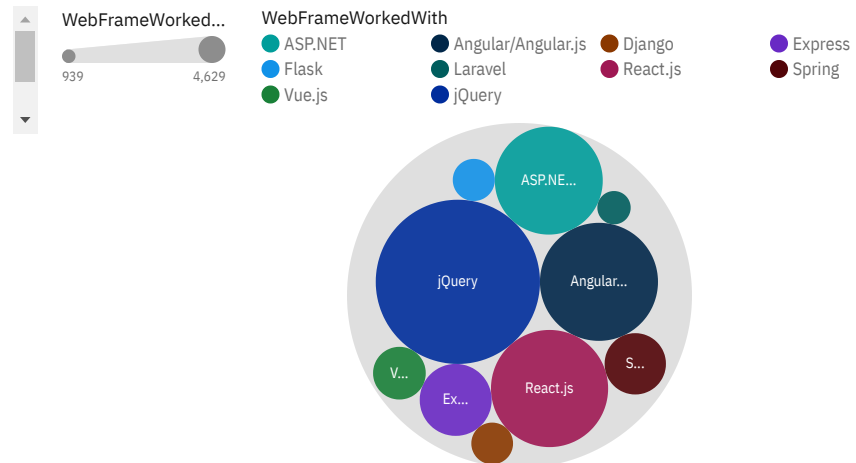 WebFrameWorked...
939 4,629
WebFrameWorkedWith
ASP.NET Angular/Angular.js Django Express
Flask Laravel React.js Spring
Vue.js jQuery
ASP.NE...
jQuery Angular...
S...
V... React.js
Ex...